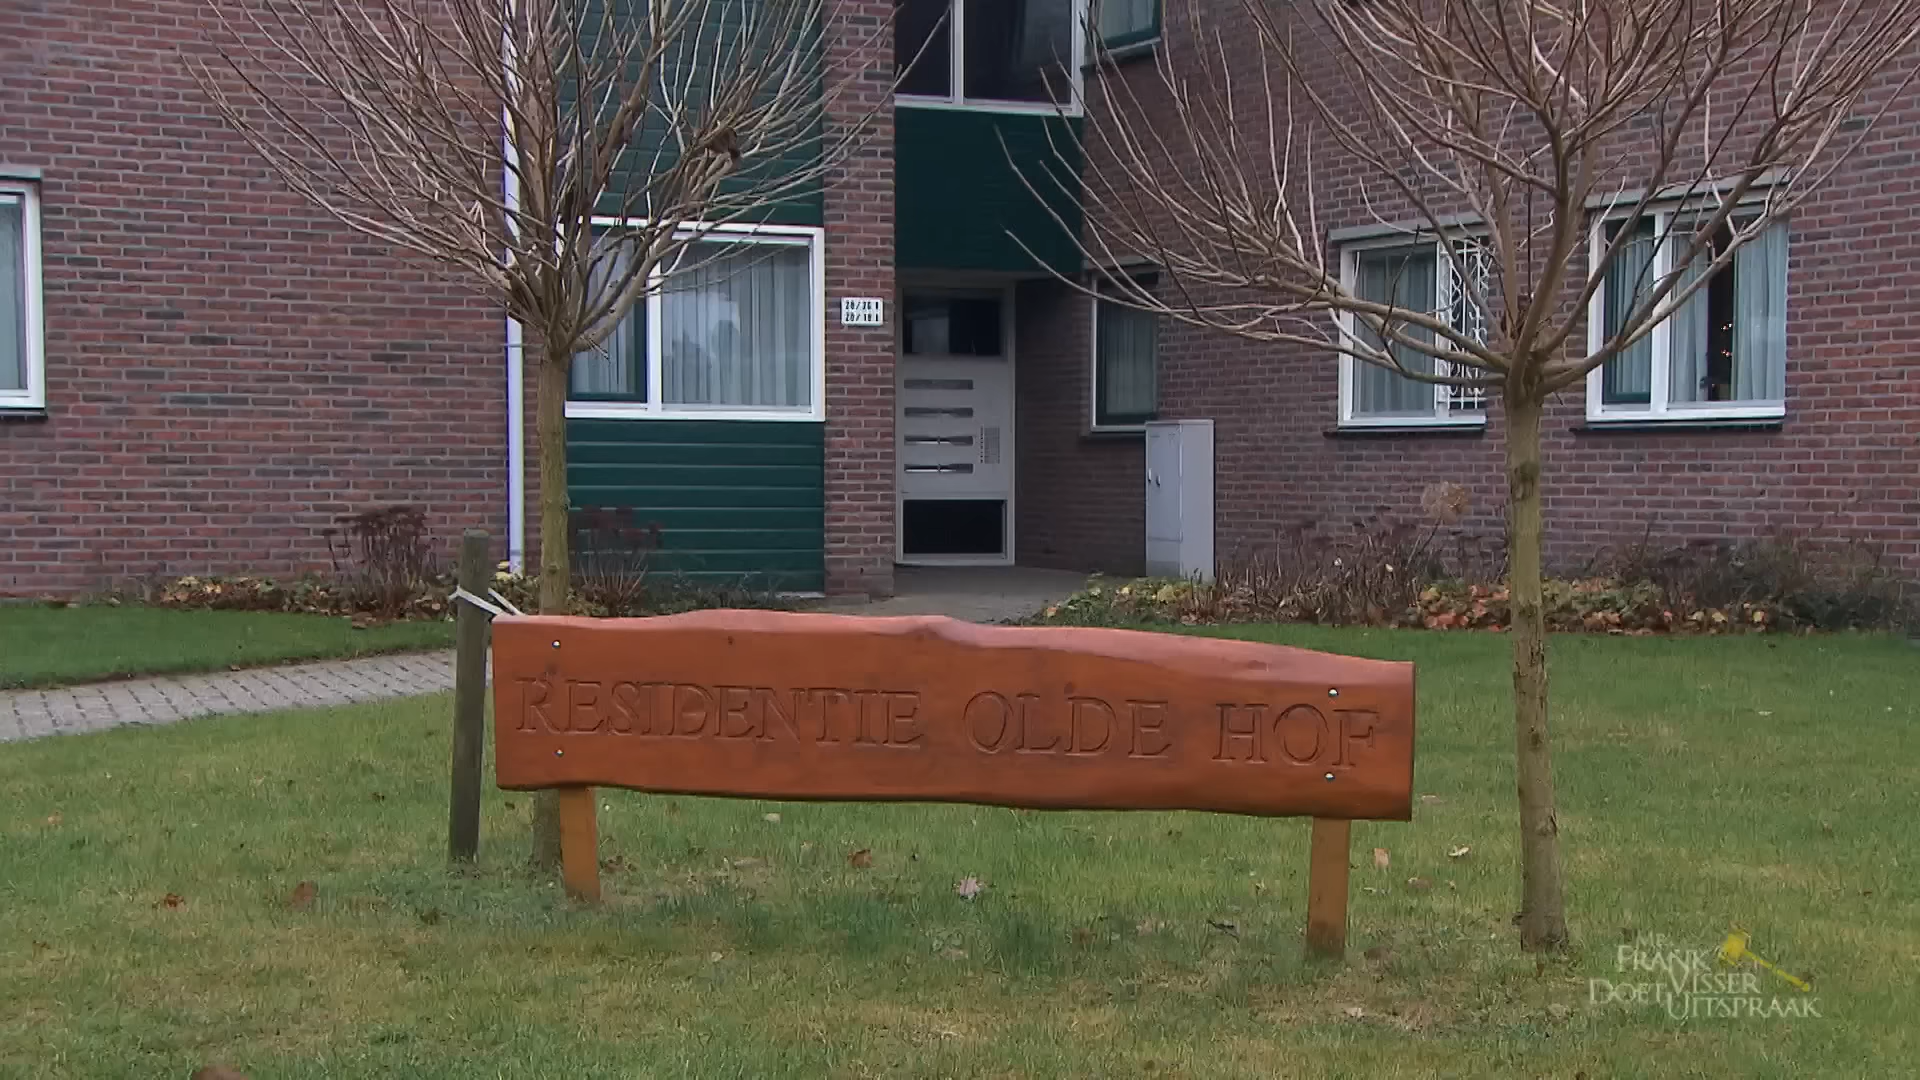 RESIDENTIE OLDE HOF
MR.
FRANK
VISSER
DOET UITSPRAAK